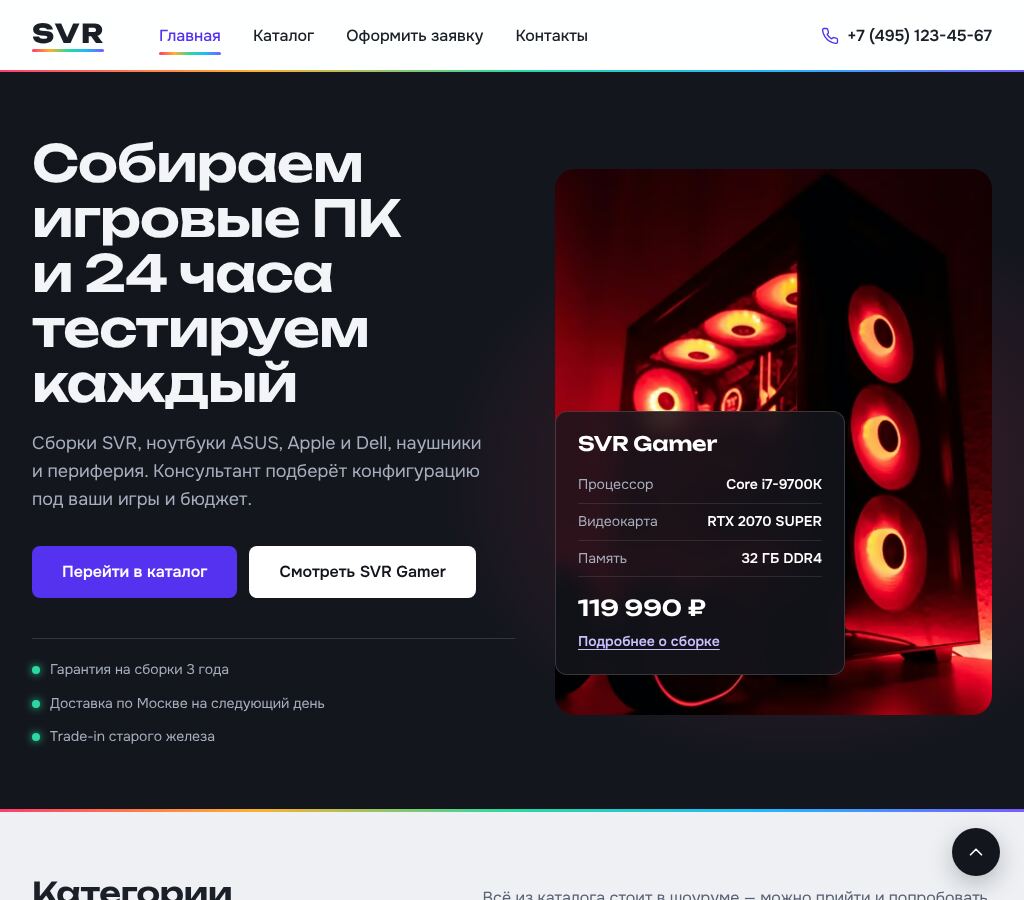 SVR
Главная
Каталог
Оформить заявку
Контакты
+7 (495) 123-45-67
Собираем
игровые ПК
и 24 часа
тестируем
каждый
Сборки SVR, ноутбуки ASUS, Apple и Dell, наушники
и периферия. Консультант подберёт конфигурацию
под ваши игры и бюджет.
Перейти в каталог
Смотреть SVR Gamer
Гарантия на сборки 3 года
Доставка по Москве на следующий день
Trade-in старого железа
SVR Gamer
Процессор Core i7-9700K
Видеокарта RTX 2070 SUPER
Память 32 ГБ DDR4
119 990 ₽
Подробнее о сборке
Категории
Всё из каталога стоит в шоуруме — можно прийти и попробовать